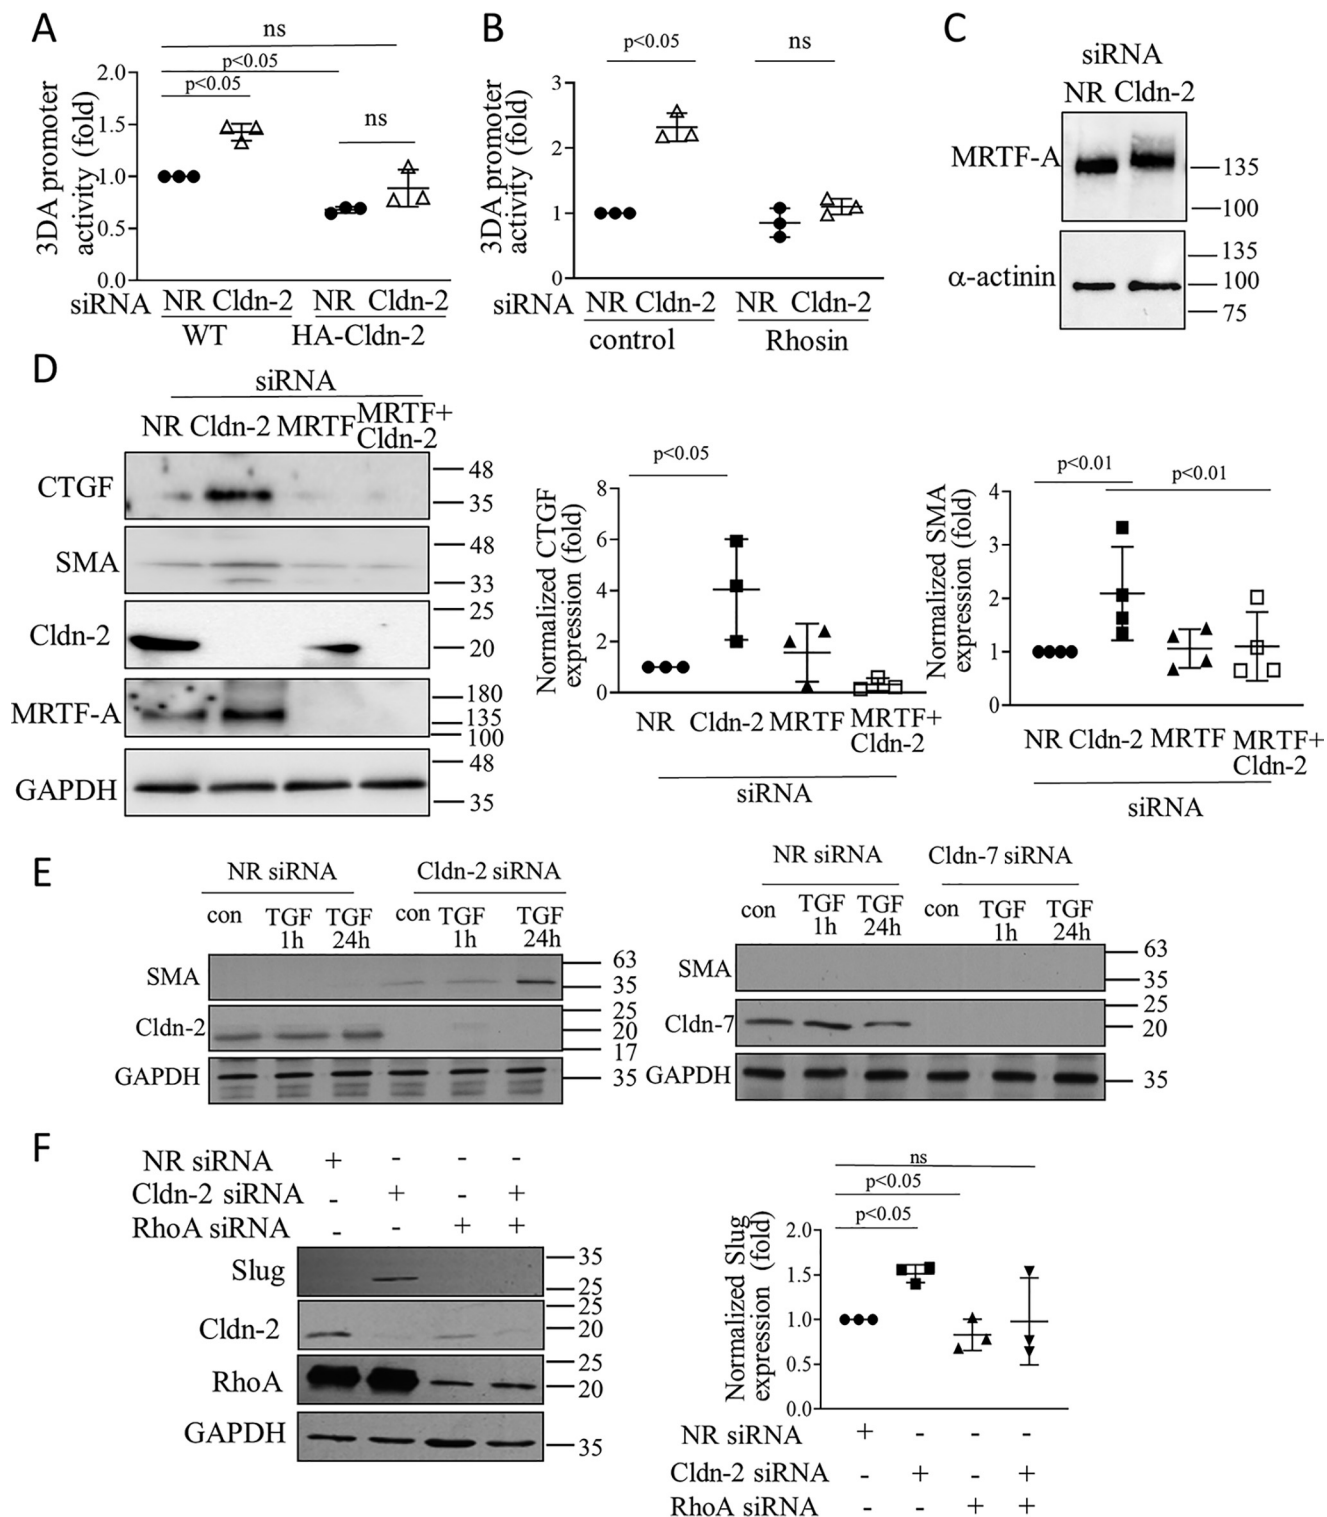 A
ns
p<0.05
p<0.05
ns
3DA promoter
activity (fold)
2.0
1.5
1.0
0.5
0.0
siRNA NR Cldn-2 NR Cldn-2
WT HA-Cldn-2
B
p<0.05 ns
3DA promoter
activity (fold)
3
2
1
0
siRNA NR Cldn-2 NR Cldn-2
control Rhosin
C
siRNA
NR Cldn-2
MRTF-A
135
100
α-actinin
135
100
75
D
siRNA
NR Cldn-2 MRTF MRTF+
Cldn-2
CTGF
48
35
SMA
48
33
Cldn-2
25
20
MRTF-A
180
135
100
GAPDH
48
35
p<0.05
Normalized CTGF
expression (fold)
8
6
4
2
0
NR Cldn-2 MRTF MRTF+
Cldn-2
siRNA
p<0.01
p<0.01
Normalized SMA
expression (fold)
4
3
2
1
0
NR Cldn-2 MRTF MRTF+
Cldn-2
siRNA
E
NR siRNA Cldn-2 siRNA
con TGF TGF con TGF TGF
1h 24h 1h 24h
SMA
63
35
Cldn-2
25
20
17
GAPDH
35
NR siRNA Cldn-7 siRNA
con TGF TGF con TGF TGF
1h 24h 1h 24h
SMA
63
35
Cldn-7
25
20
GAPDH
35
F
NR siRNA + - - -
Cldn-2 siRNA - + - +
RhoA siRNA - - + +
Slug
35
25
Cldn-2
25
20
RhoA
25
20
GAPDH
35
ns
p<0.05
p<0.05
Normalized Slug
expression (fold)
2.0
1.5
1.0
0.5
0.0
NR siRNA + - - -
Cldn-2 siRNA - + - +
RhoA siRNA - - + +